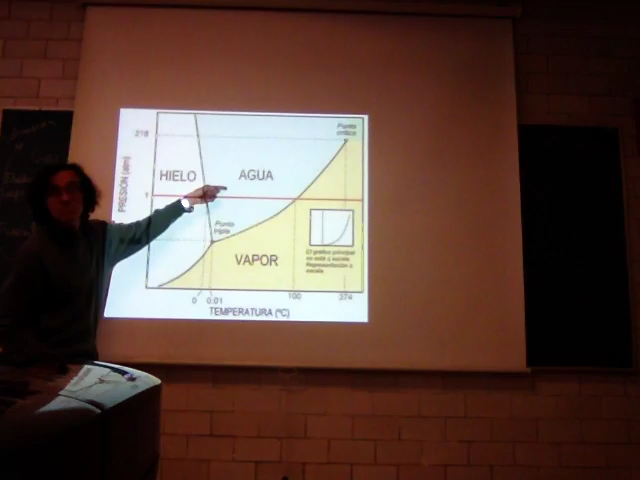 Punto
crítico
218
HIELO
AGUA
PRESIÓN (atm)
1
Punto
triple
VAPOR
El gráfico principal
no está a escala
Representación a
escala
0 0.01 100 374
TEMPERATURA (ºC)